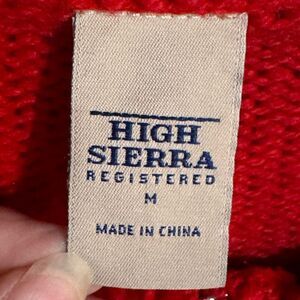 HIGH
SIERRA
REGISTERED
M
MADE IN CHINA